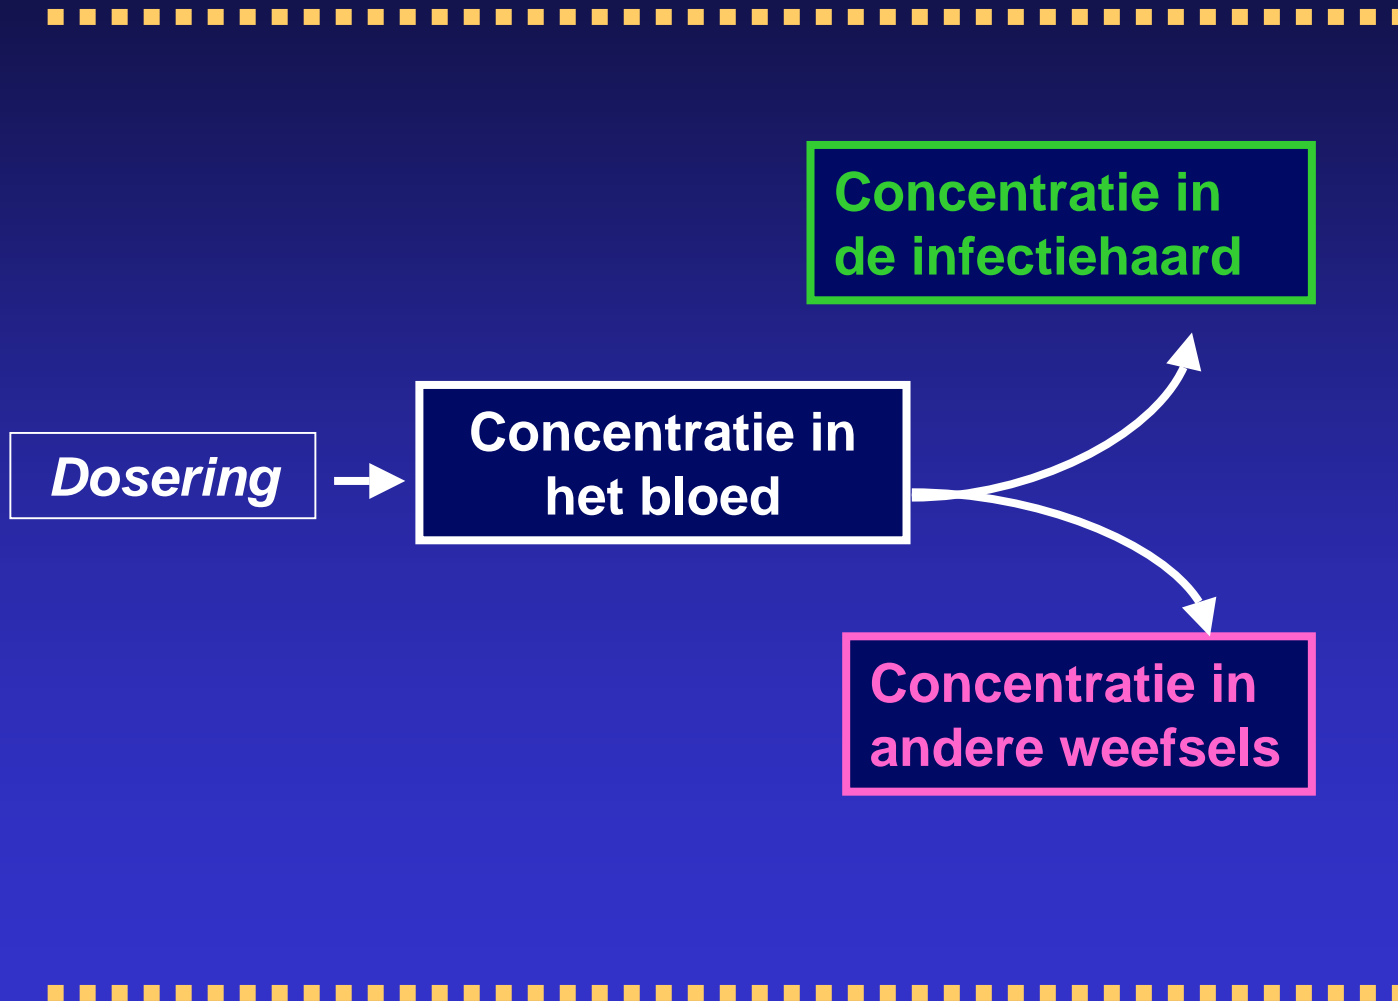 Concentratie in
de infectiehaard
Dosering
Concentratie in
het bloed
Concentratie in
andere weefsels